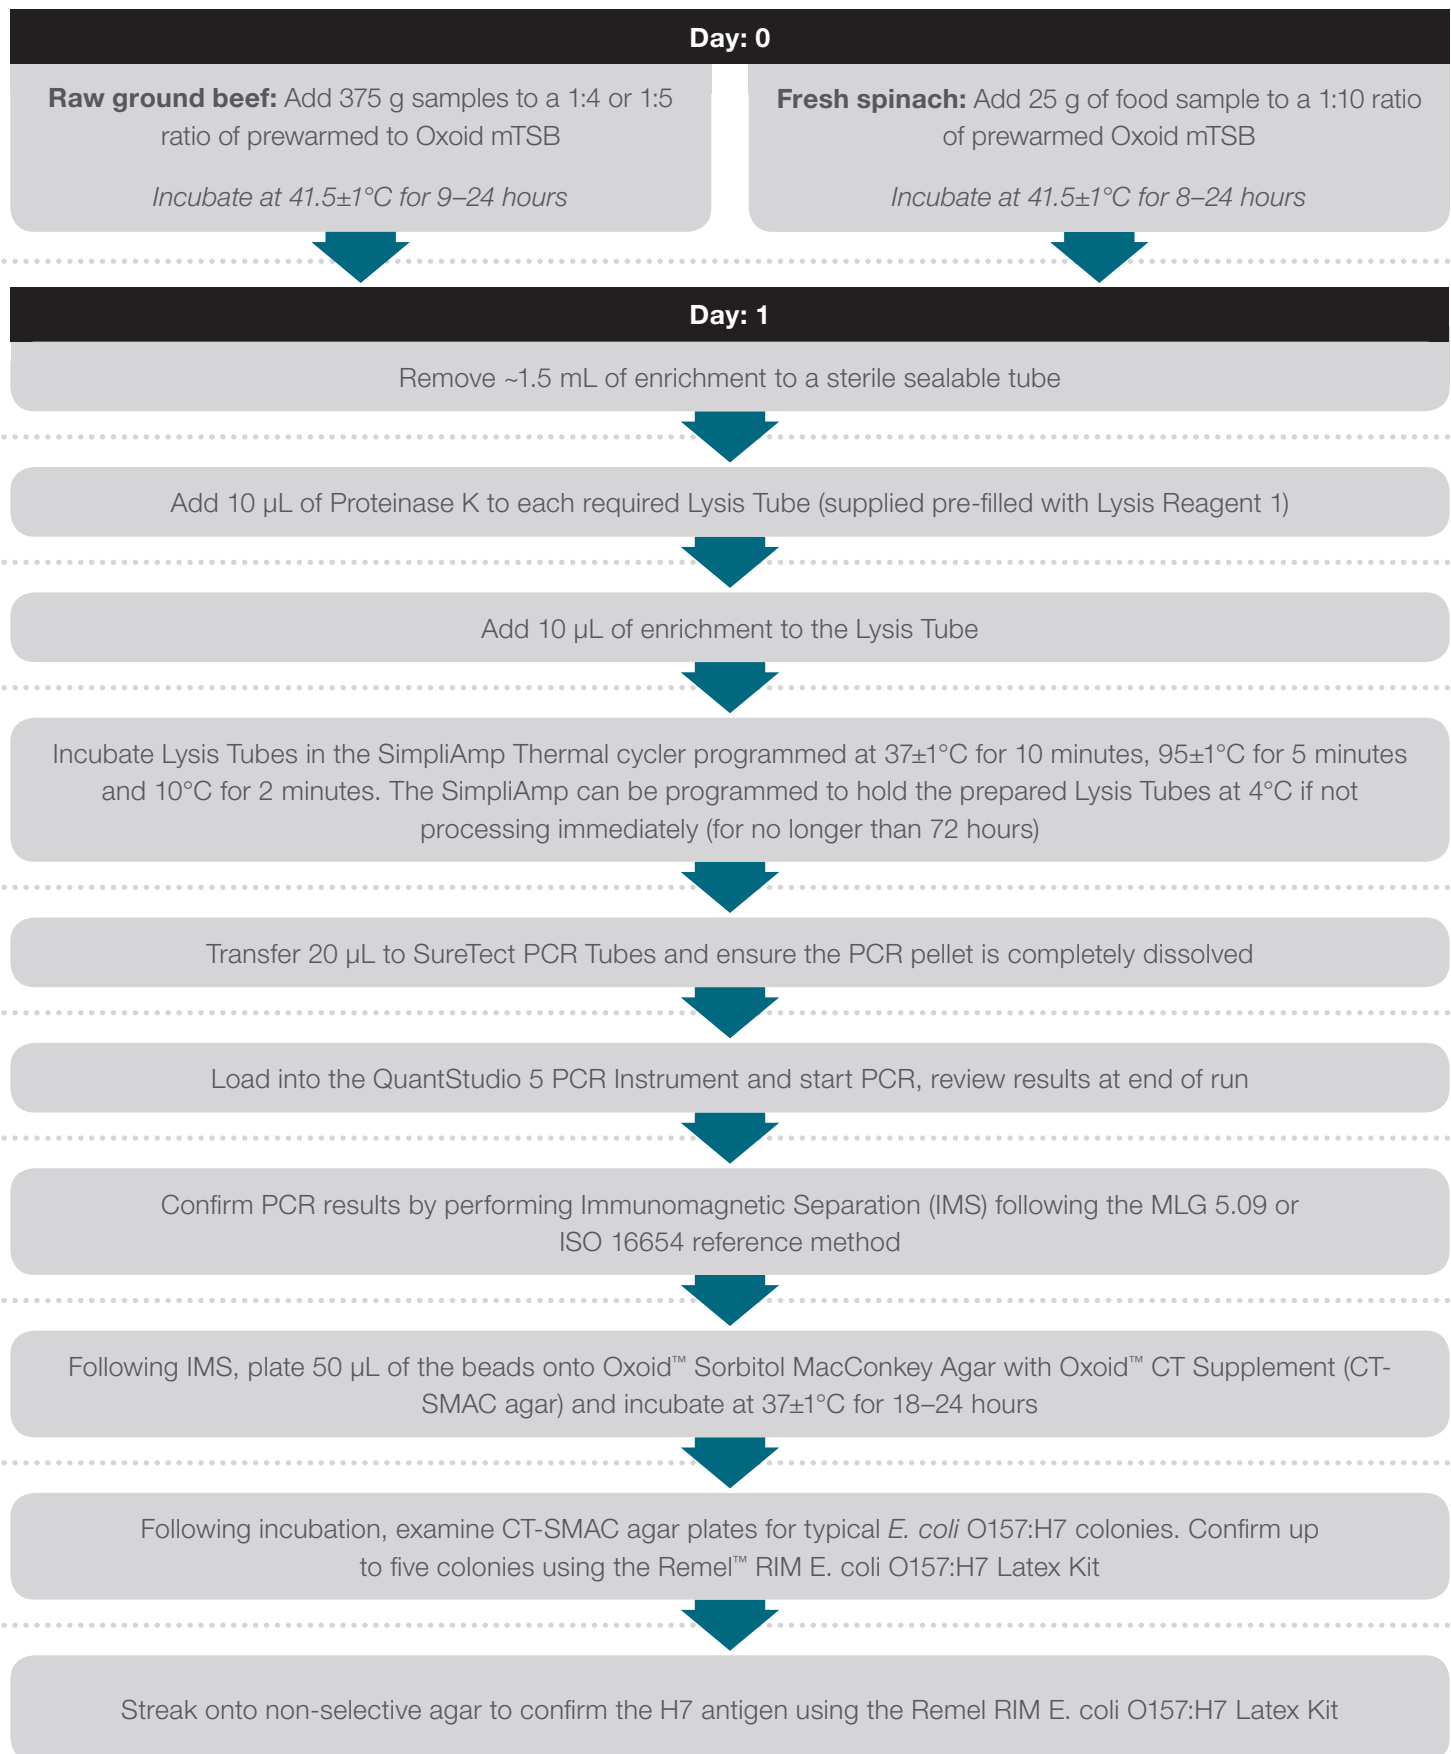 Day: 0
Raw ground beef: Add 375 g samples to a 1:4 or 1:5
ratio of prewarmed to Oxoid mTSB
Incubate at 41.5±1°C for 9–24 hours
Fresh spinach: Add 25 g of food sample to a 1:10 ratio
of prewarmed Oxoid mTSB
Incubate at 41.5±1°C for 8–24 hours
Day: 1
Remove ~1.5 mL of enrichment to a sterile sealable tube
Add 10 µL of Proteinase K to each required Lysis Tube (supplied pre-filled with Lysis Reagent 1)
Add 10 µL of enrichment to the Lysis Tube
Incubate Lysis Tubes in the SimpliAmp Thermal cycler programmed at 37±1°C for 10 minutes, 95±1°C for 5 minutes
and 10°C for 2 minutes. The SimpliAmp can be programmed to hold the prepared Lysis Tubes at 4°C if not
processing immediately (for no longer than 72 hours)
Transfer 20 µL to SureTect PCR Tubes and ensure the PCR pellet is completely dissolved
Load into the QuantStudio 5 PCR Instrument and start PCR, review results at end of run
Confirm PCR results by performing Immunomagnetic Separation (IMS) following the MLG 5.09 or
ISO 16654 reference method
Following IMS, plate 50 µL of the beads onto Oxoid™ Sorbitol MacConkey Agar with Oxoid™ CT Supplement (CT-
SMAC agar) and incubate at 37±1°C for 18–24 hours
Following incubation, examine CT-SMAC agar plates for typical E. coli O157:H7 colonies. Confirm up
to five colonies using the Remel™ RIM E. coli O157:H7 Latex Kit
Streak onto non-selective agar to confirm the H7 antigen using the Remel RIM E. coli O157:H7 Latex Kit